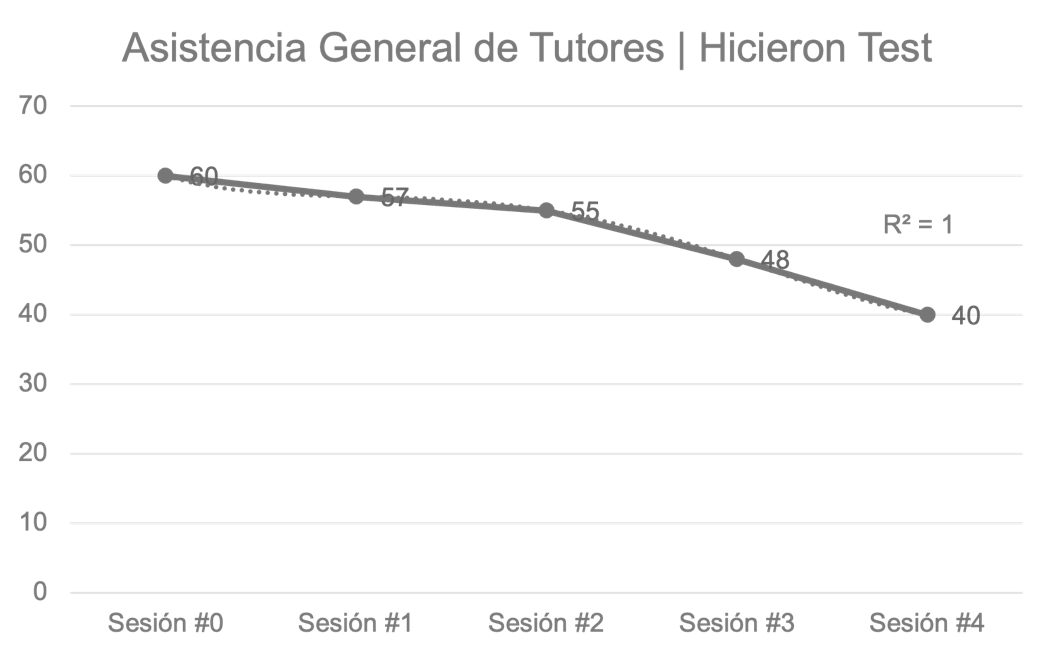 Asistencia General de Tutores | Hicieron Test
70
60
50
40
30
20
10
0
60
57
55
48
40
R² = 1
Sesión #0
Sesión #1
Sesión #2
Sesión #3
Sesión #4